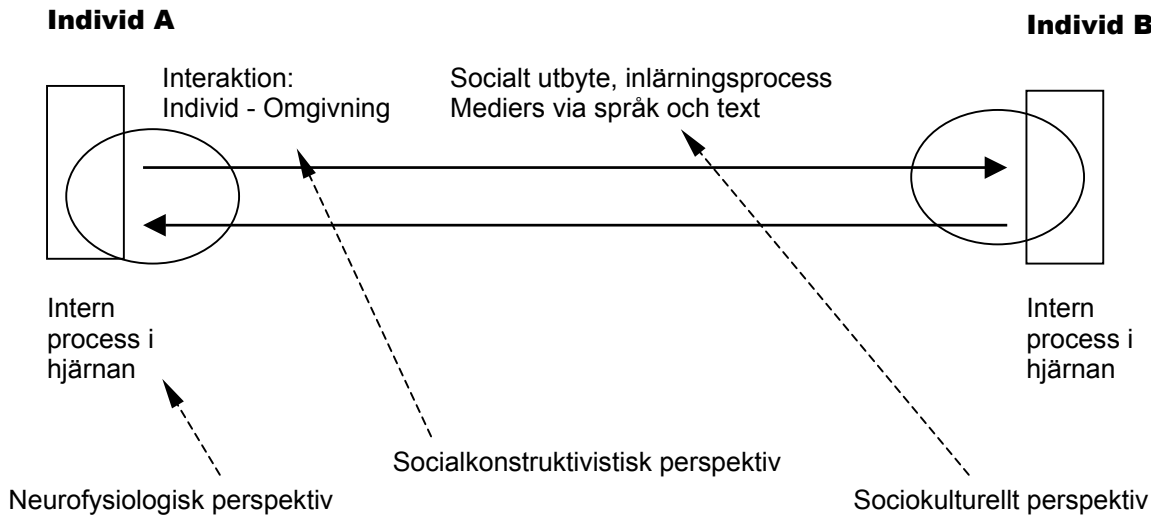 Individ A
Individ B
Interaktion:
Individ - Omgivning
Socialt utbyte, inlärningsprocess
Mediers via språk och text
Intern
process i
hjärnan
Intern
process i
hjärnan
Socialkonstruktivistisk perspektiv
Neurofysiologisk perspektiv
Sociokulturellt perspektiv